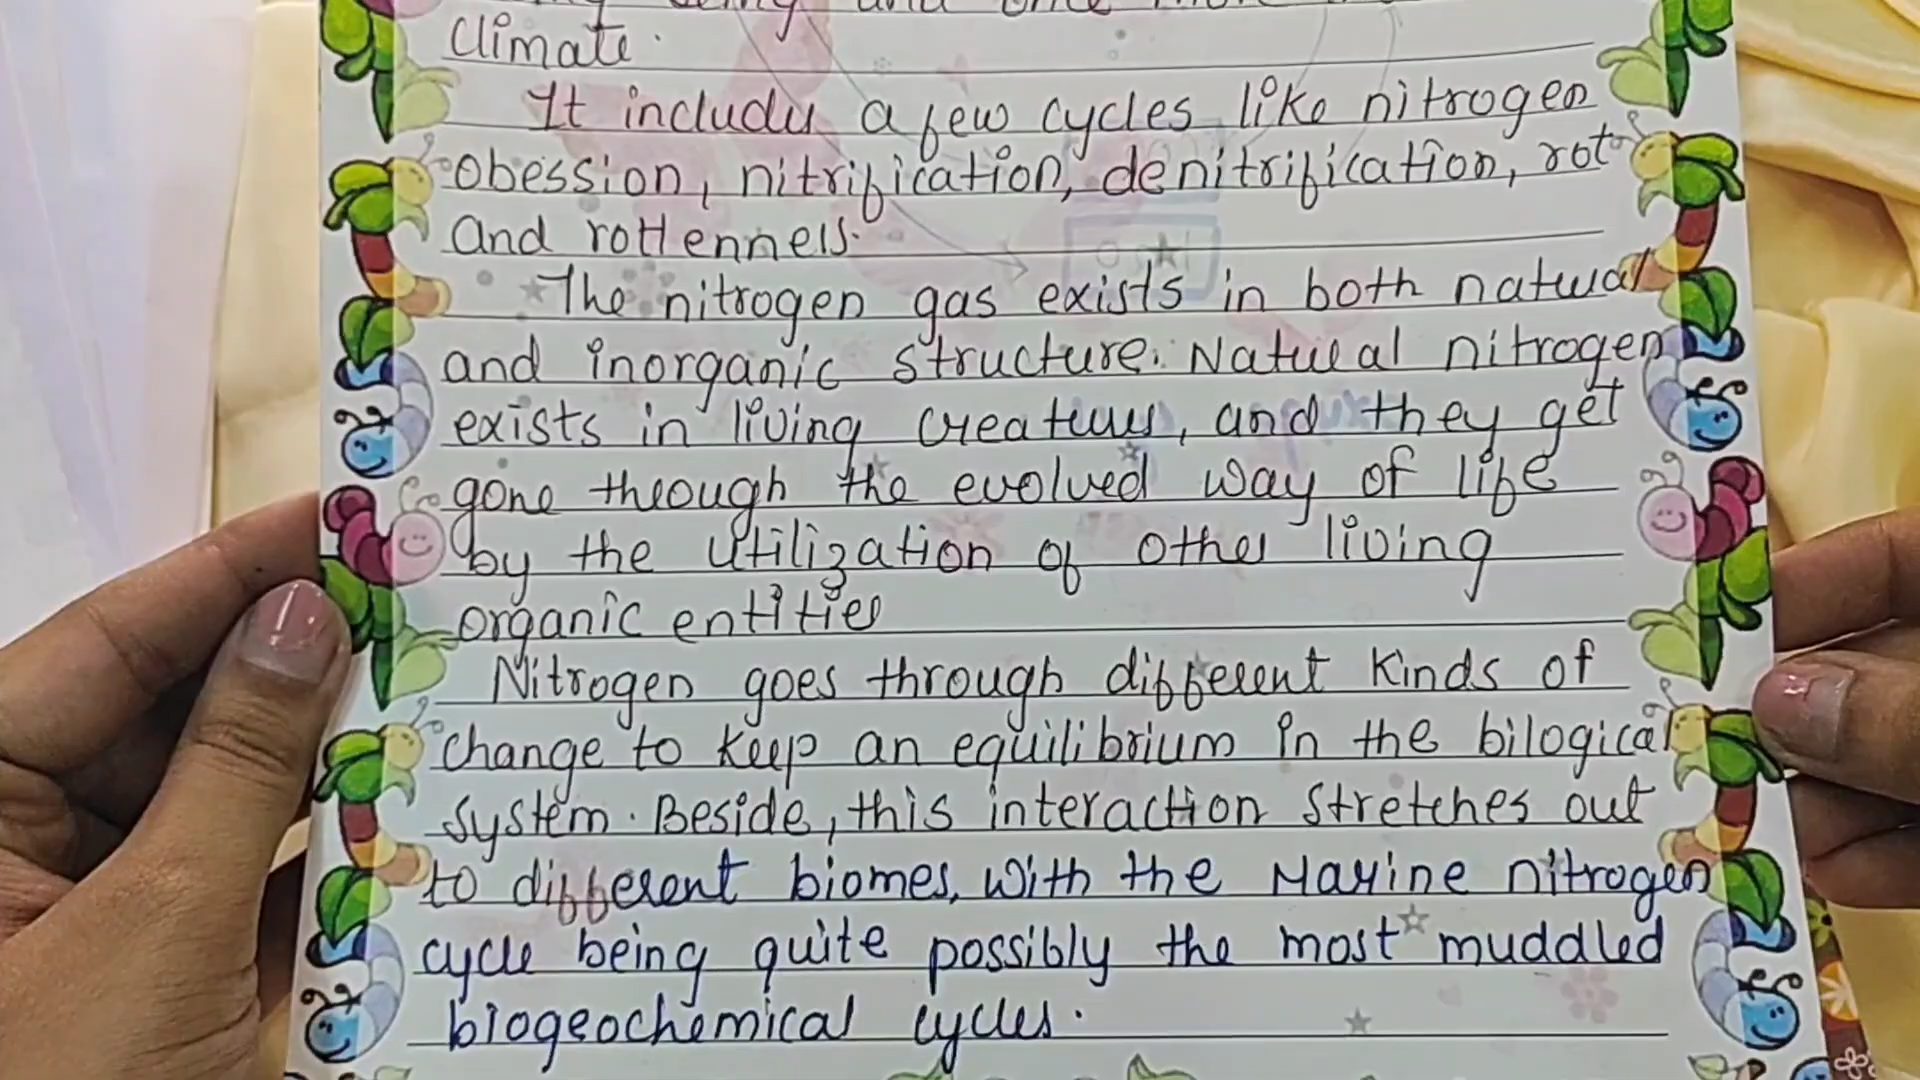 climate.
It includes a few cycles like nitrogen
obession, nitrification, denitrification, rot
and rottenness.
The nitrogen gas exists in both natural
and inorganic structure. Natural nitrogen
exists in living creatures, and they get
gone through the evolved way of life
by the utilization of other living
organic entities
Nitrogen goes through different kinds of
change to keep an equilibrium in the bilogical
system. Beside, this interaction stretches out
to different biomes, with the Marine nitrogen
cycle being quite possibly the most muddled
biogeochemical cycles.